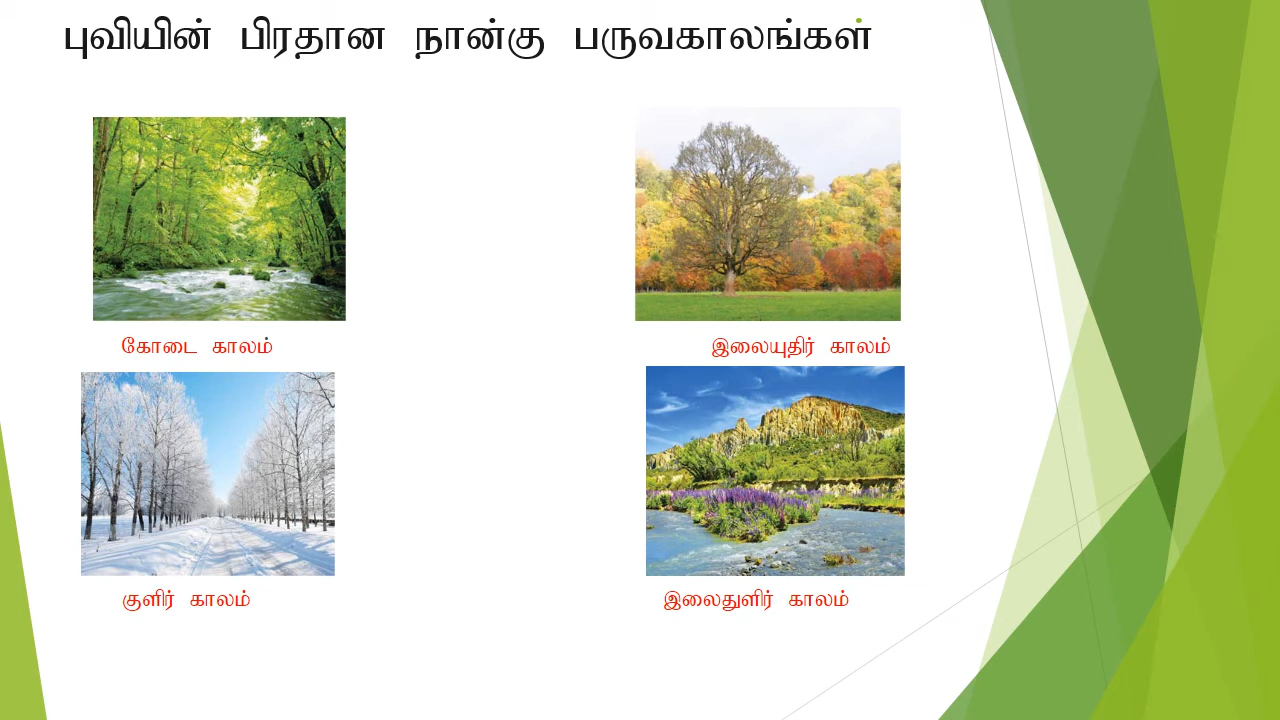 புவியின் பிரதான நான்கு பருவகாலங்கள்
கோடை காலம்
இலையுதிர் காலம்
குளிர் காலம்
இலைதுளிர் காலம்